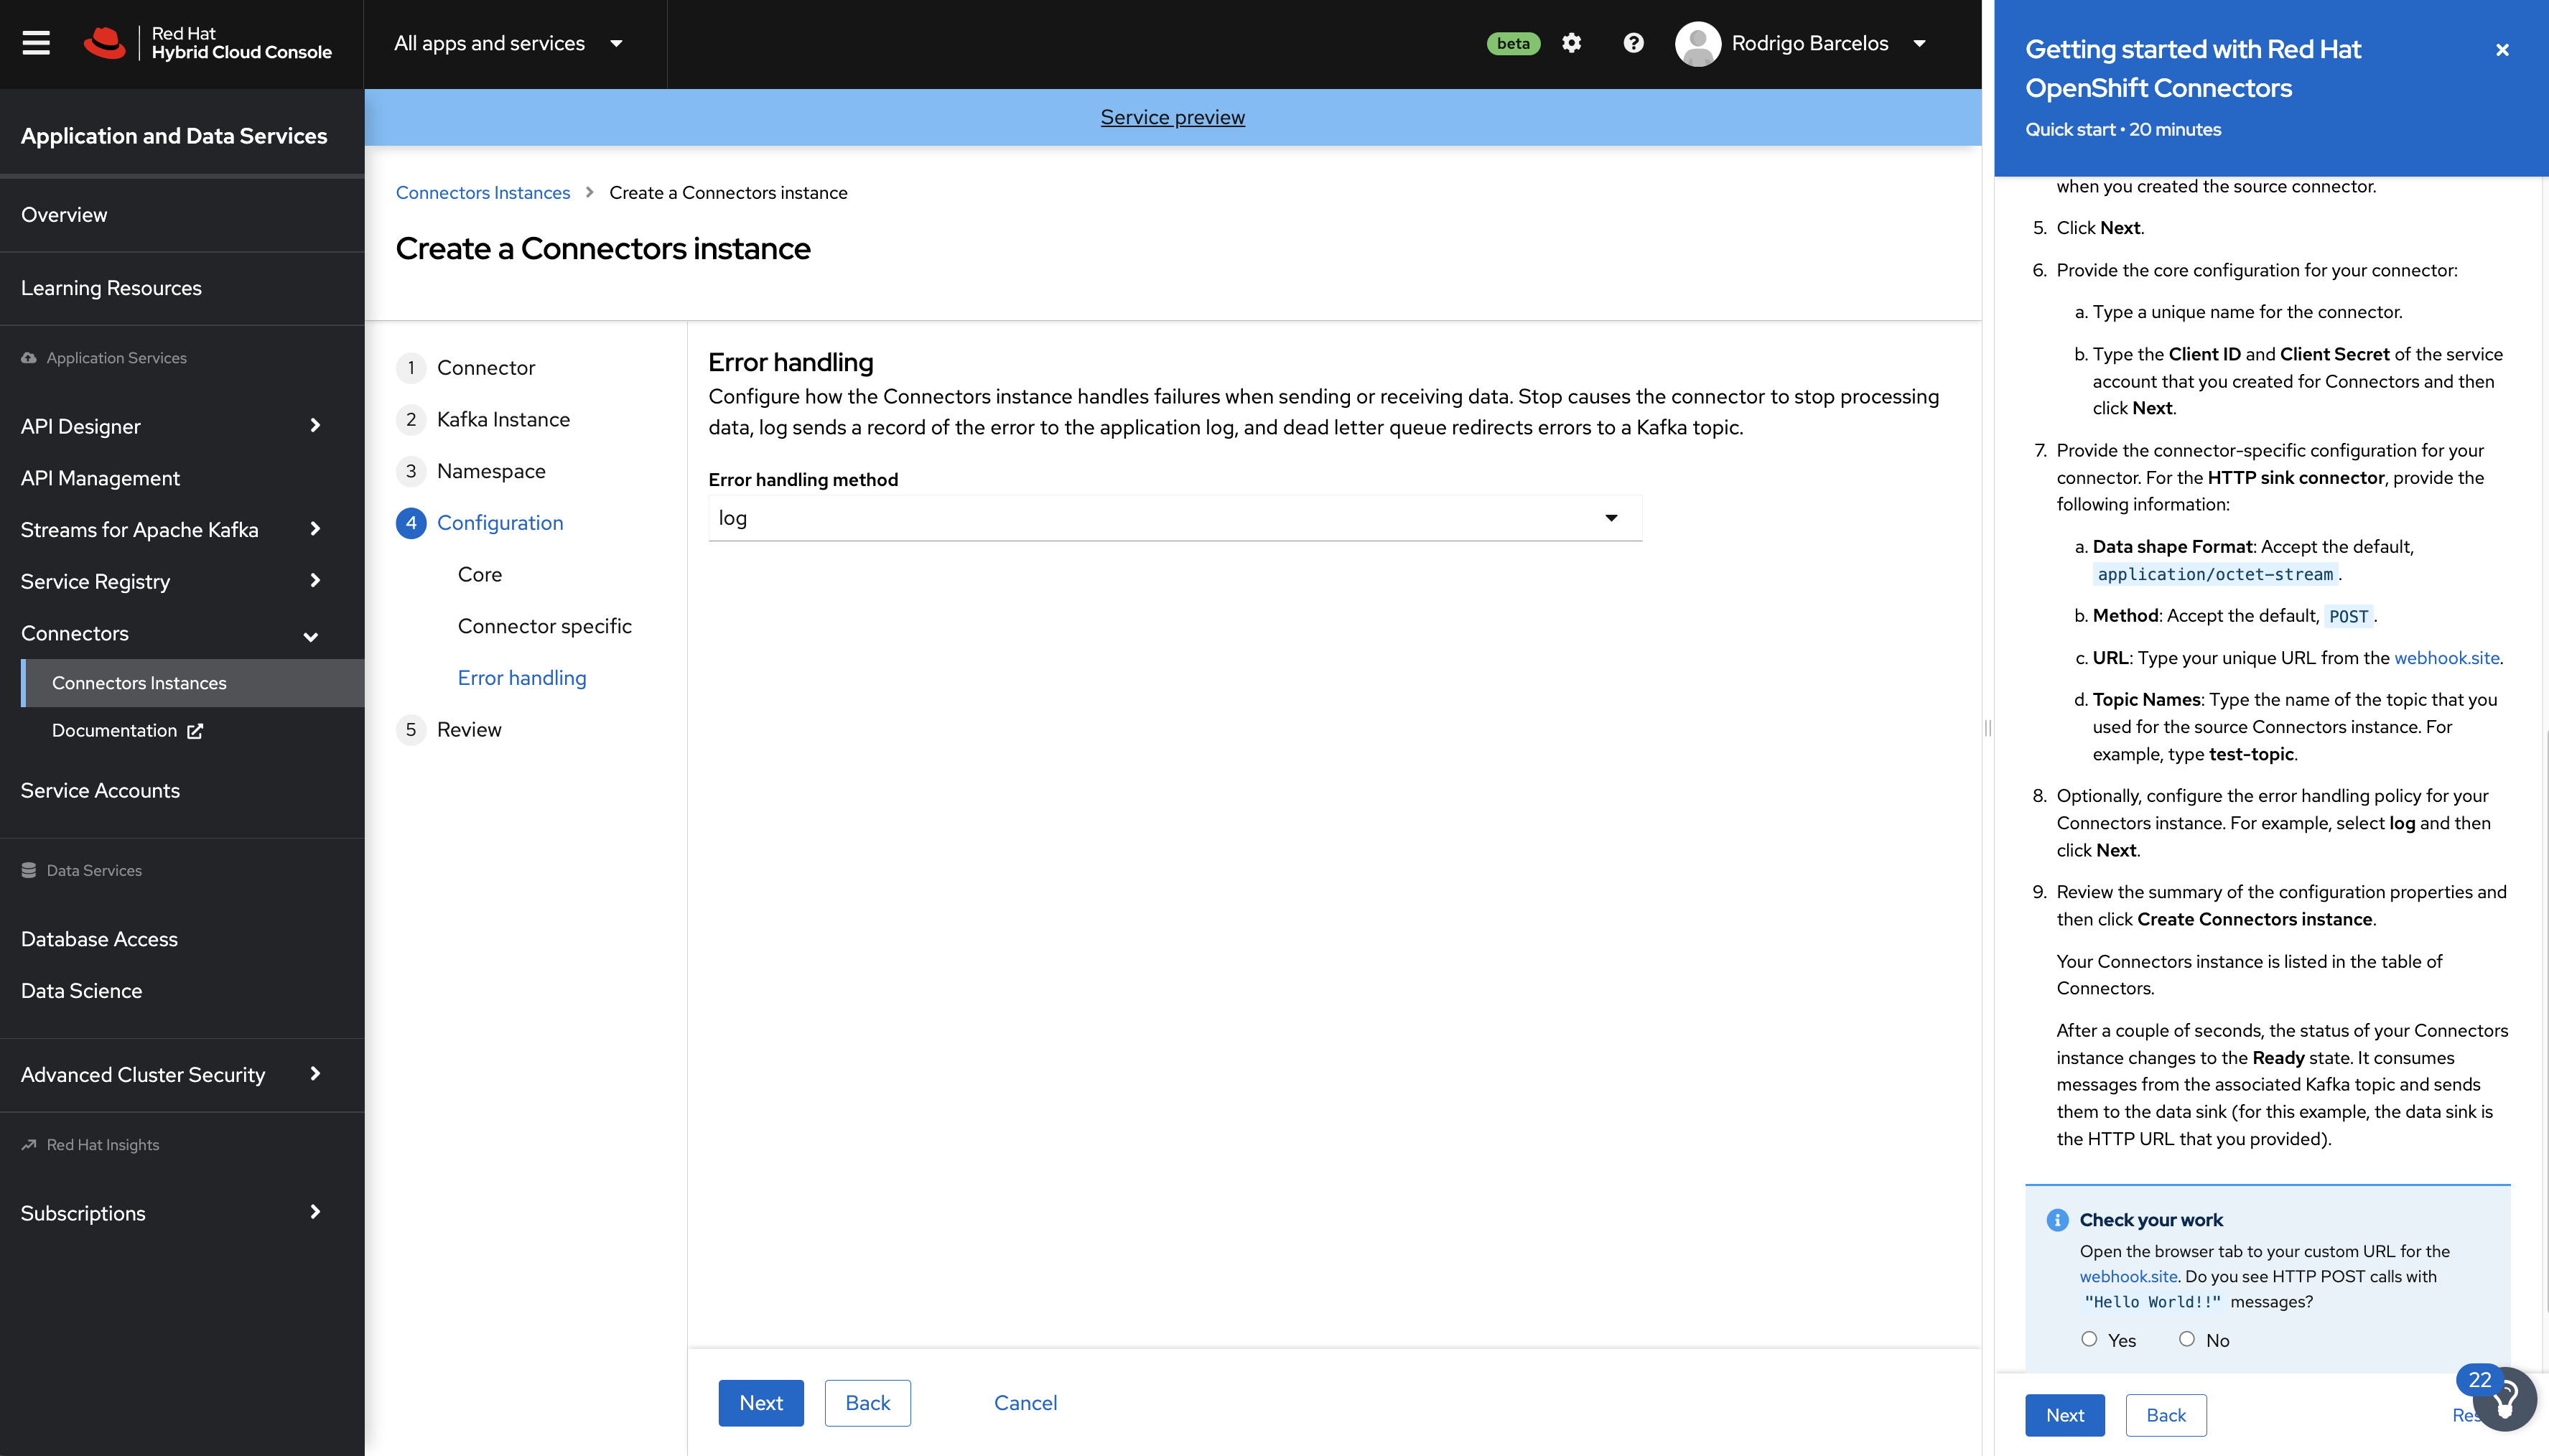 Red Hat
Hybrid Cloud Console
All apps and services
beta
Rodrigo Barcelos
Application and Data Services
Overview
Learning Resources
Application Services
API Designer
API Management
Streams for Apache Kafka
Service Registry
Connectors
Connectors Instances
Documentation
Service Accounts
Data Services
Database Access
Data Science
Advanced Cluster Security
Red Hat Insights
Subscriptions
Service preview
Connectors Instances > Create a Connectors instance
Create a Connectors instance
1 Connector
2 Kafka Instance
3 Namespace
4 Configuration
Core
Connector specific
Error handling
5 Review
Error handling
Configure how the Connectors instance handles failures when sending or receiving data. Stop causes the connector to stop processing
data, log sends a record of the error to the application log, and dead letter queue redirects errors to a Kafka topic.
Error handling method
log
Next
Back
Cancel
Getting started with Red Hat
OpenShift Connectors
Quick start • 20 minutes
when you created the source connector.
5. Click Next.
6. Provide the core configuration for your connector:
a. Type a unique name for the connector.
b. Type the Client ID and Client Secret of the service
account that you created for Connectors and then
click Next.
7. Provide the connector-specific configuration for your
connector. For the HTTP sink connector, provide the
following information:
a. Data shape Format: Accept the default,
application/octet-stream.
b. Method: Accept the default, POST.
c. URL: Type your unique URL from the webhook.site.
d. Topic Names: Type the name of the topic that you
used for the source Connectors instance. For
example, type test-topic.
8. Optionally, configure the error handling policy for your
Connectors instance. For example, select log and then
click Next.
9. Review the summary of the configuration properties and
then click Create Connectors instance.
Your Connectors instance is listed in the table of
Connectors.
After a couple of seconds, the status of your Connectors
instance changes to the Ready state. It consumes
messages from the associated Kafka topic and sends
them to the data sink (for this example, the data sink is
the HTTP URL that you provided).
Check your work
Open the browser tab to your custom URL for the
webhook.site. Do you see HTTP POST calls with
"Hello World!!" messages?
Yes
No
22
Next
Back